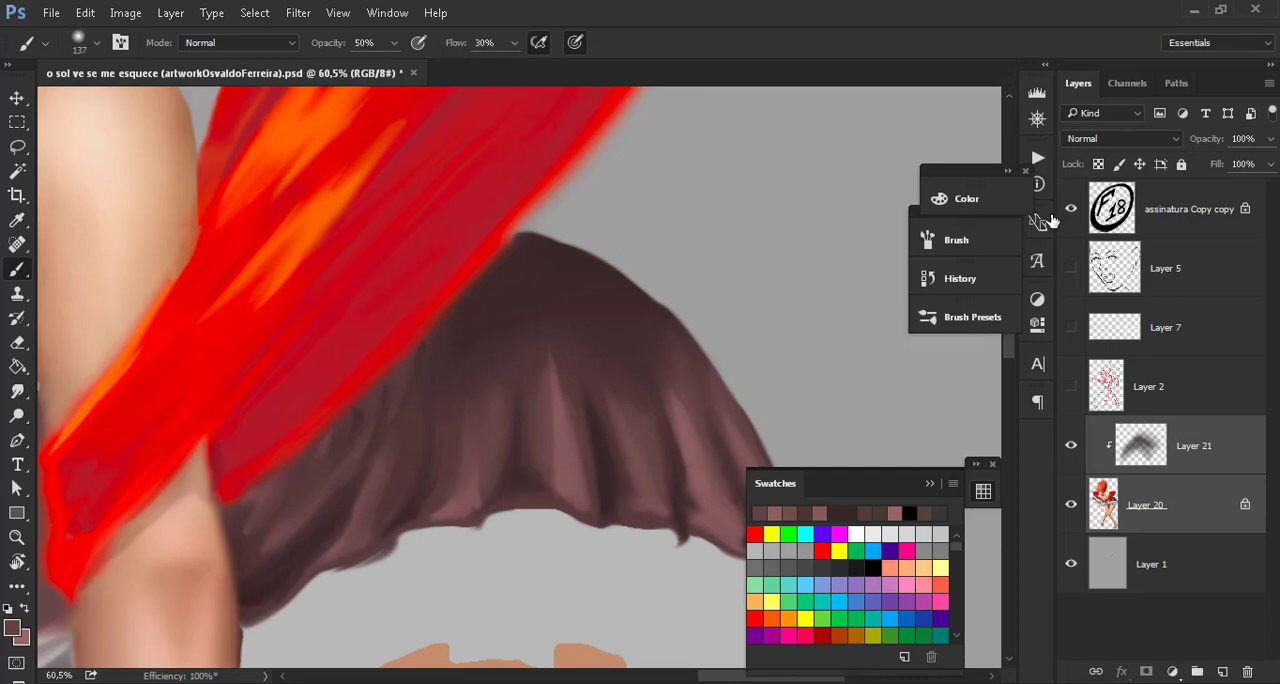 Ps File Edit Image Layer Type Select Filter View Window Help
137 Mode: Normal Opacity: 50% Flow: 30% Essentials
o sol ve se me esquece (artworkOsvaldoFerreira).psd @ 60,5% (RGB/8#) * ×
Layers Channels Paths
Kind
Normal Opacity: 100%
Lock: Fill: 100%
Color
Brush
History
Brush Presets
F18 assinatura Copy copy
Layer 5
Layer 7
Layer 2
Layer 21
Layer 20
Layer 1
Swatches
60,5% Efficiency: 100%*